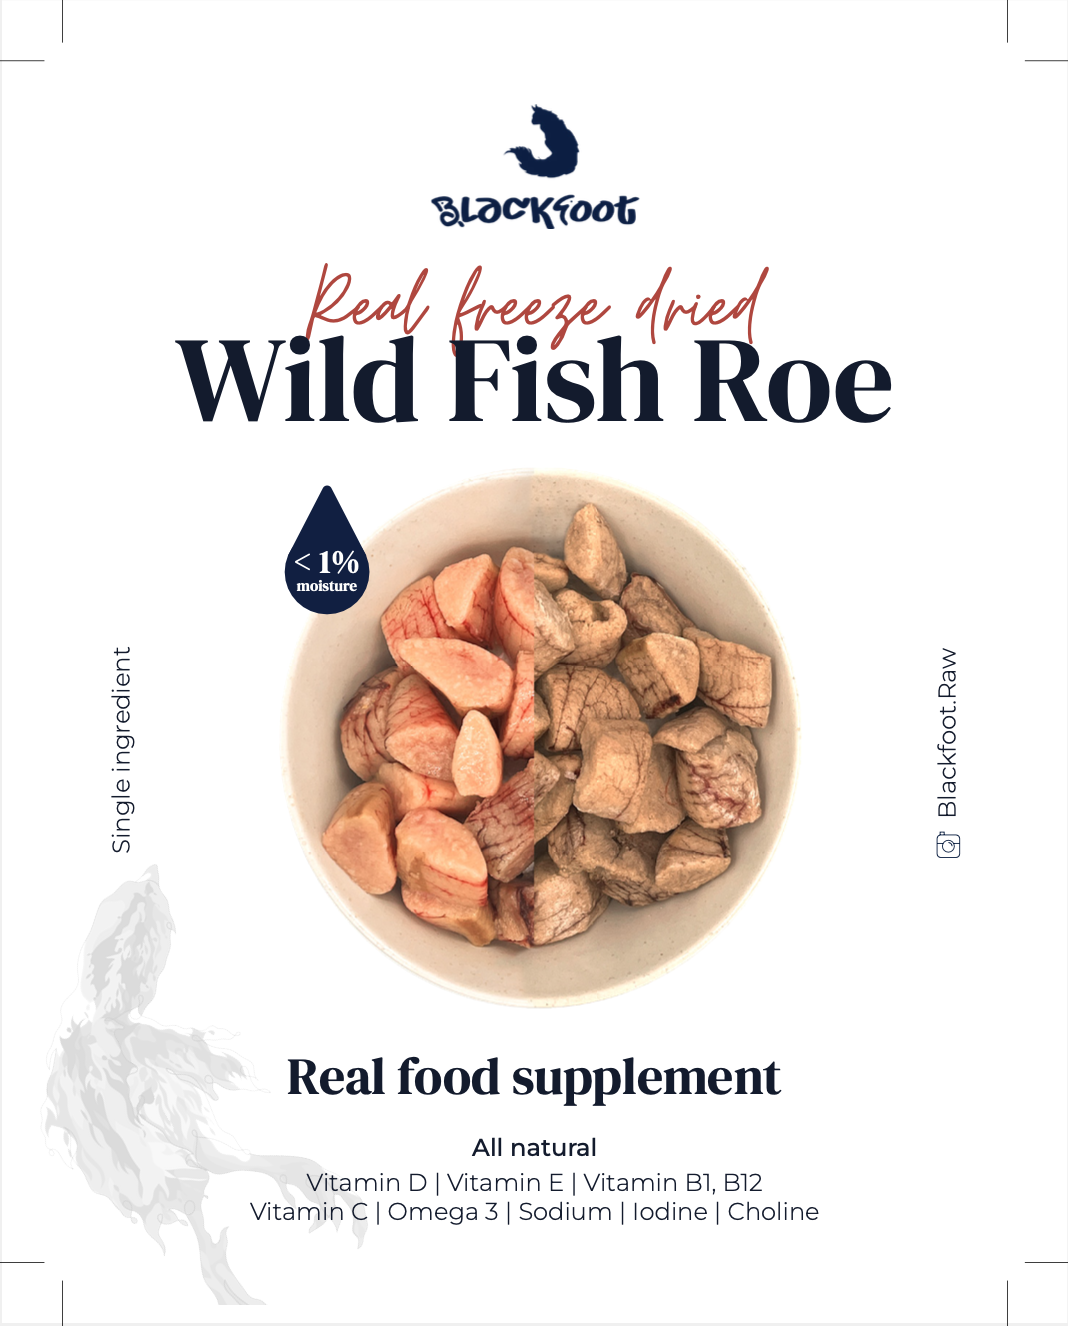 BLackfoot
Real freeze dried
Wild Fish Roe
< 1%
moisture
Single ingredient
Blackfoot.Raw
Real food supplement
All natural
Vitamin D | Vitamin E | Vitamin B1, B12
Vitamin C | Omega 3 | Sodium | Iodine | Choline